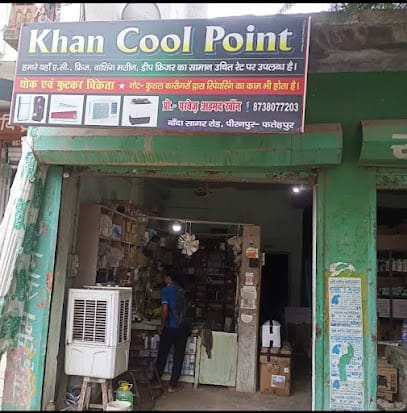 Khan Cool Point
हमारे यहाँ ए.सी., फ्रिज, वाशिंग मशीन, डीप फ्रिजर का सामान उचित रेट पर उपलब्ध है।
थोक एवं फुटकर विक्रेता ★ नोट- कुशल कारीगरों द्वारा रिपेयरिंग का काम भी होता है।
प्रो.- परवेज अहमद खाँन 8738077203
बाँदा सागर रोड, पीरनपुर- फतेहपुर